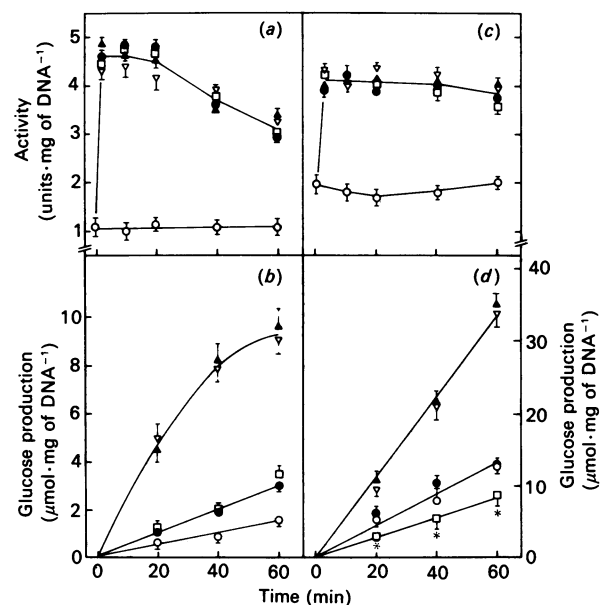 (a)
(c)
5
4
3
2
1
Activity
(units·mg of DNA⁻¹)
(b)
(d)
10
8
6
4
2
0
Glucose production
(μmol·mg of DNA⁻¹)
40
30
20
10
0
Glucose production
(μmol·mg of DNA⁻¹)
* * *
0 20 40 60 0 20 40 60
Time (min)